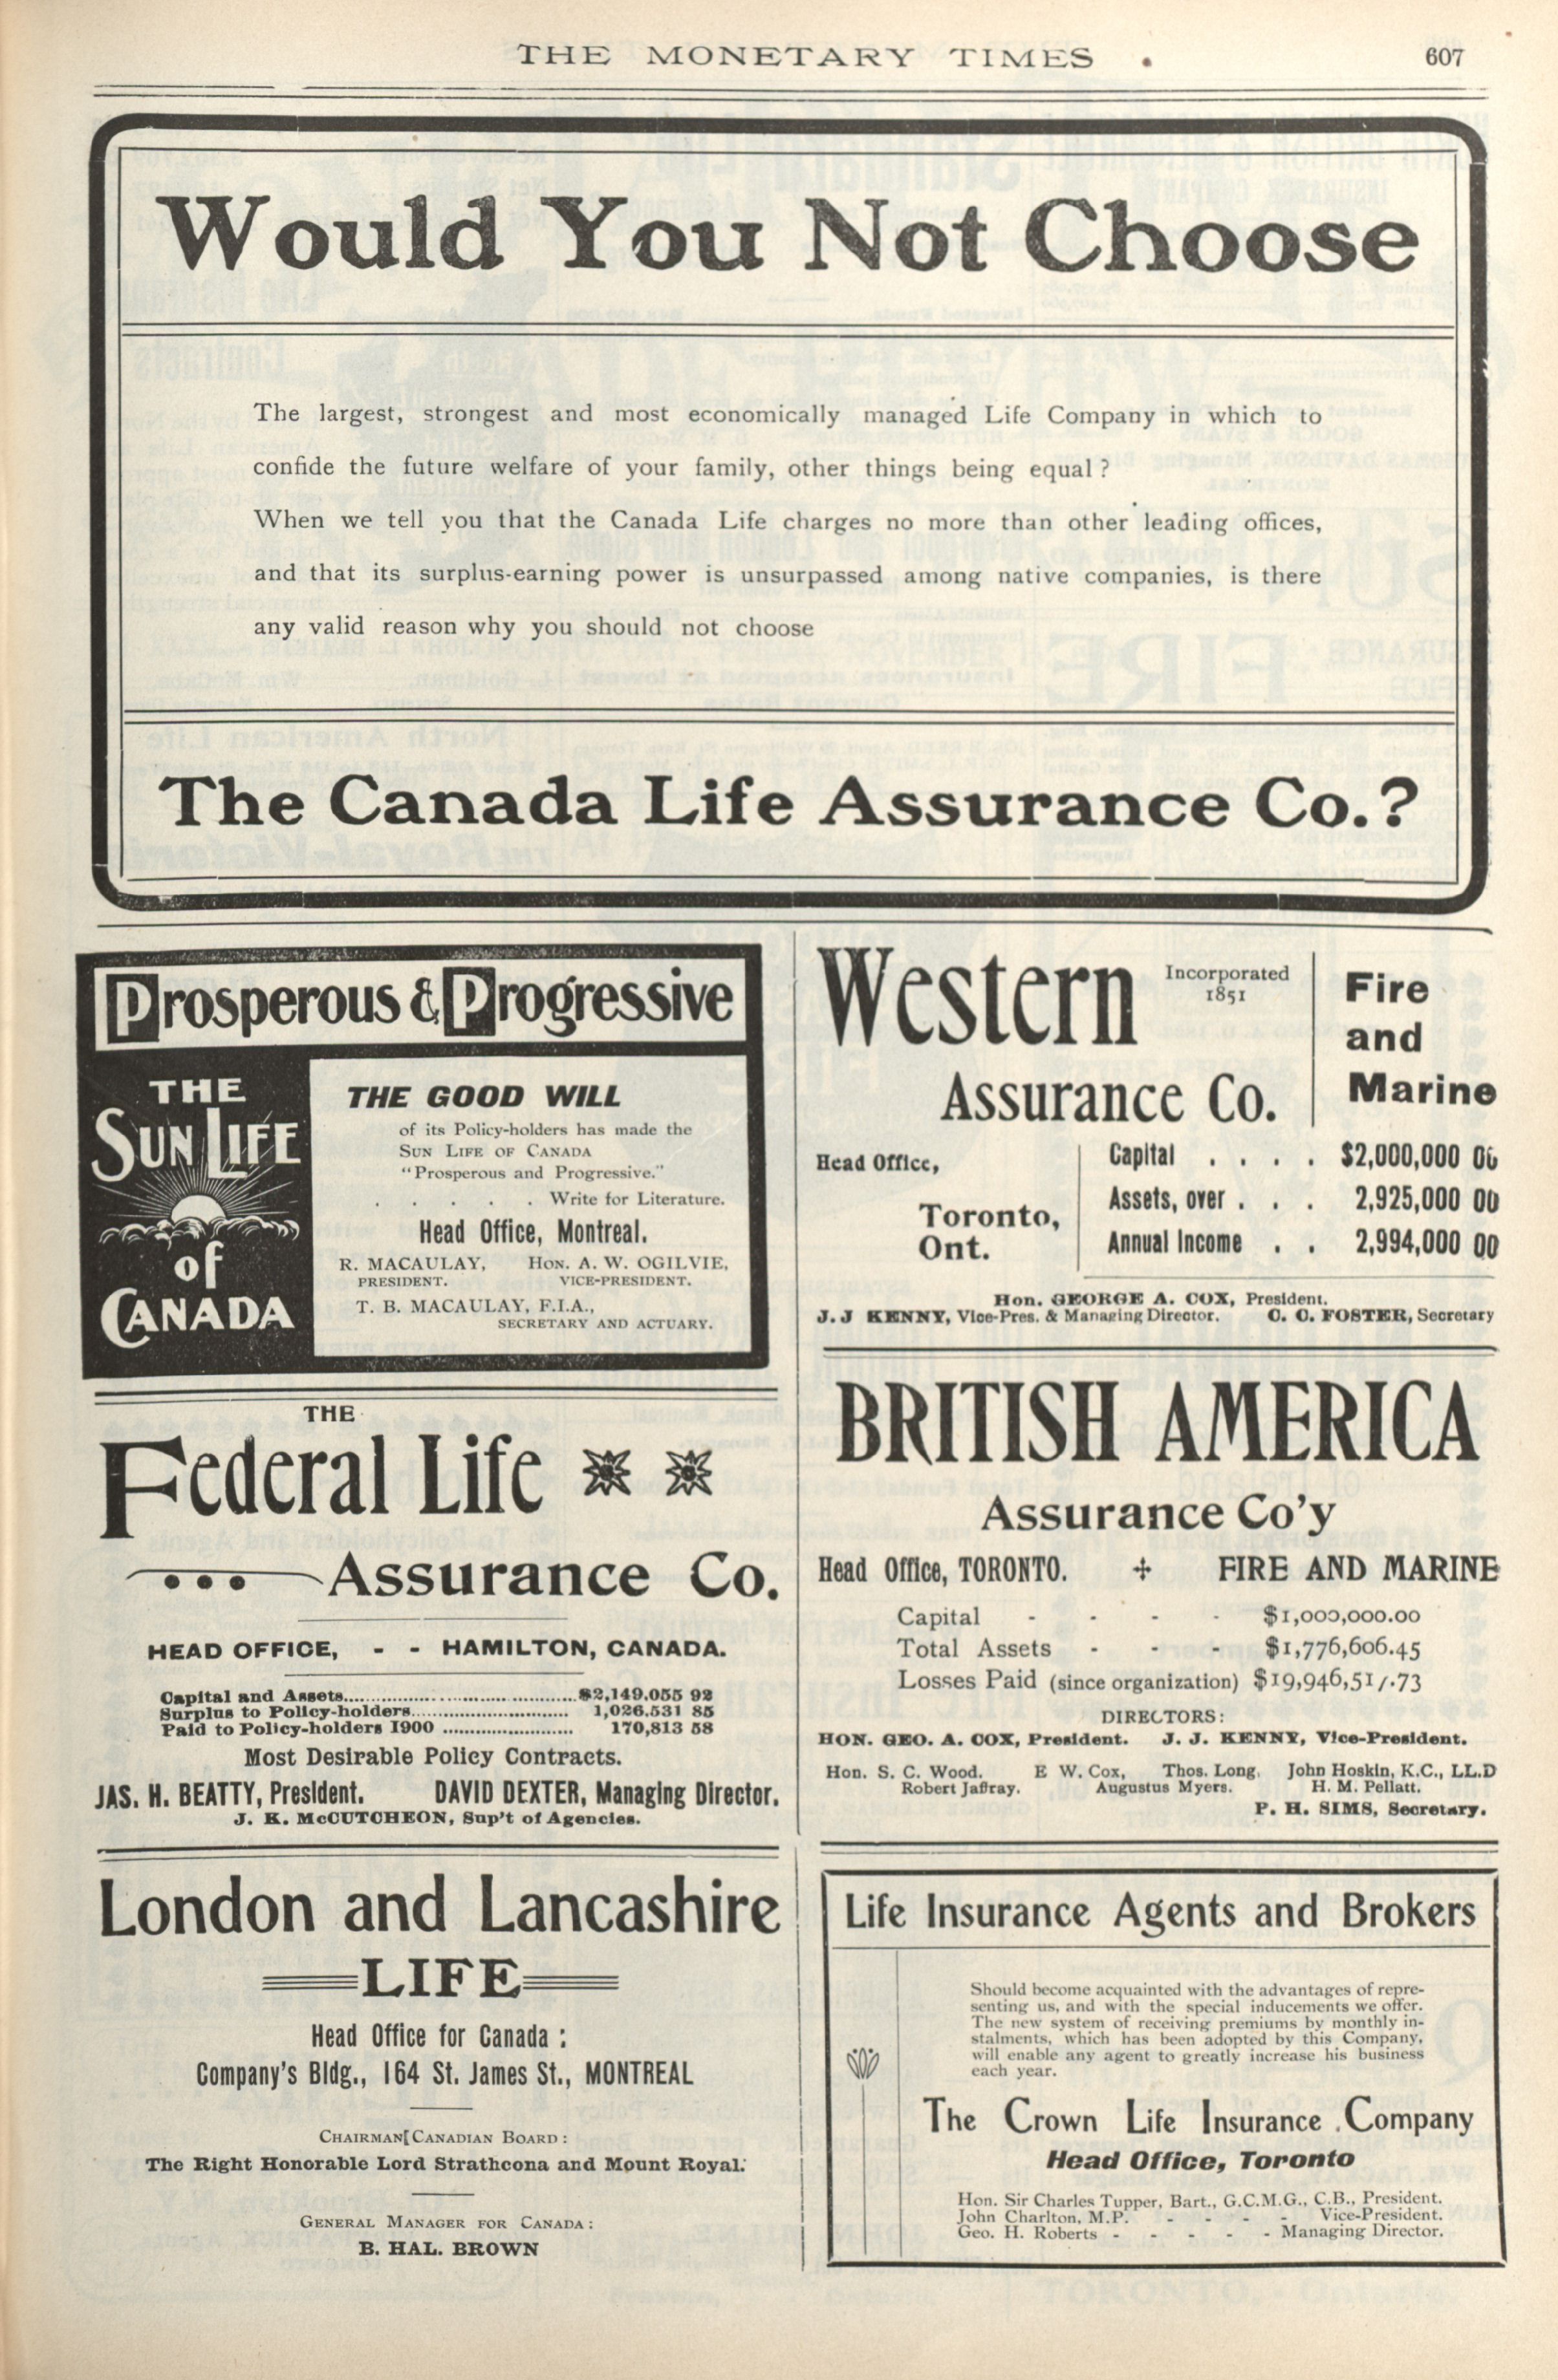 THE MONETARY TIMES
607
Would You Not Choose
The largest, strongest and most economically managed Life Company in which to
confide the future welfare of your family, other things being equal?
When we tell you that the Canada Life charges no more than other leading offices,
and that its surplus-earning power is unsurpassed among native companies, is there
any valid reason why you should not choose
The Canada Life Assurance Co.?
Prosperous & Progressive
THE
SUN LIFE
of
CANADA
THE GOOD WILL
of its Policy-holders has made the
SUN LIFE OF CANADA
"Prosperous and Progressive."
. . . . . Write for Literature.
Head Office, Montreal.
R. MACAULAY, HON. A. W. OGILVIE,
PRESIDENT. VICE-PRESIDENT.
T. B. MACAULAY, F.I.A.,
SECRETARY AND ACTUARY.
THE
Federal Life
Assurance Co.
HEAD OFFICE, - - HAMILTON, CANADA.
Capital and Assets..........$2,149.055 92
Surplus to Policy-holders.......... 1,026.531 85
Paid to Policy-holders 1900 .......... 170,813 58
Most Desirable Policy Contracts.
JAS. H. BEATTY, President. DAVID DEXTER, Managing Director.
J. K. McCUTCHEON, Sup't of Agencies.
London and Lancashire
LIFE
Head Office for Canada :
Company's Bldg., 164 St. James St., MONTREAL
CHAIRMAN[CANADIAN BOARD:
The Right Honorable Lord Strathcona and Mount Royal.
GENERAL MANAGER FOR CANADA:
B. HAL. BROWN
Western
Incorporated
1851
Fire
and
Marine
Assurance Co.
Head Office,
Toronto,
Ont.
Capital . . . . $2,000,000 00
Assets, over . . . 2,925,000 00
Annual Income . . 2,994,000 00
Hon. GEORGE A. COX, President.
J. J KENNY, Vice-Pres. & Managing Director. C. C. FOSTER, Secretary
BRITISH AMERICA
Assurance Co'y
Head Office, TORONTO. + FIRE AND MARINE
Capital - - - - $1,000,000.00
Total Assets - - - $1,776,606.45
Losses Paid (since organization) $19,946,517.73
DIRECTORS:
HON. GEO. A. COX, President. J. J. KENNY, Vice-President.
Hon. S. C. Wood. E W. Cox, Thos. Long, John Hoskin, K.C., LL.D
Robert Jaffray. Augustus Myers. H. M. Pellatt.
P. H. SIMS, Secretary.
Life Insurance Agents and Brokers
Should become acquainted with the advantages of repre-
senting us, and with the special inducements we offer.
The new system of receiving premiums by monthly in-
stalments, which has been adopted by this Company,
will enable any agent to greatly increase his business
each year.
The Crown Life Insurance Company
Head Office, Toronto
Hon. Sir Charles Tupper, Bart., G.C.M.G., C.B., President.
John Charlton, M.P. - - - - Vice-President.
Geo. H. Roberts - - - - - Managing Director.